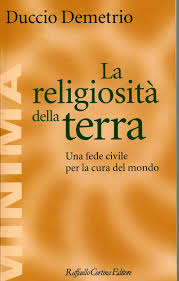 Duccio Demetrio
La
religiosità
della terra
Una fede civile
per la cura del mondo
MINIMA
Raffaello Cortina Editore